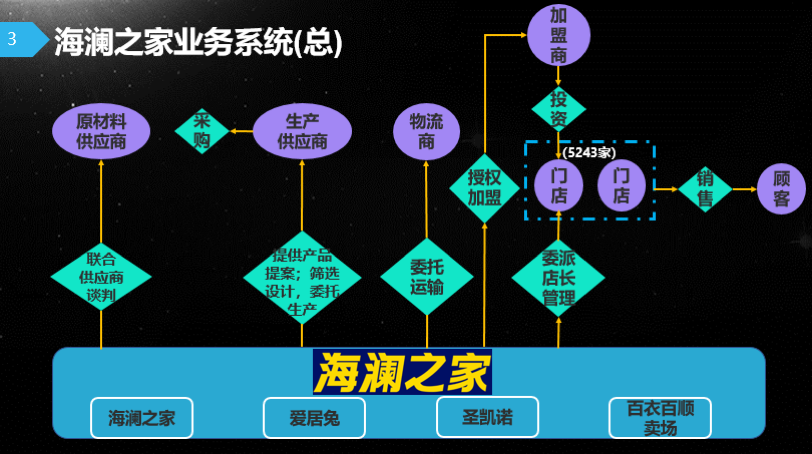 3
海澜之家业务系统(总)
加
盟
商
投
资
原材料
供应商
采
购
生产
供应商
物流
商
授权
加盟
(5243家)
门
店
门
店
销
售
顾
客
联合
供应商
谈判
提供产品
提案；筛选
设计，委托
生产
委托
运输
委派
店长
管理
海澜之家
海澜之家
爱居兔
圣凯诺
百衣百顺
卖场